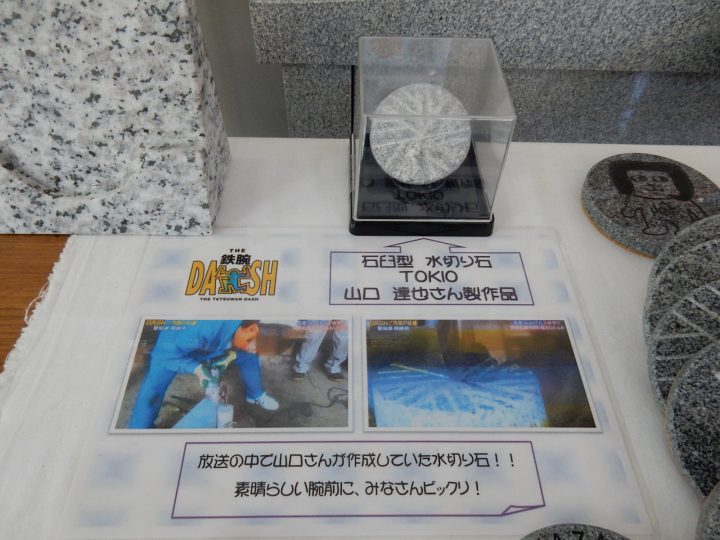 TOKIO
THE
鉄腕
DASH
THE TETSUWAN DASH
石臼型 水切り石
TOKIO
山口 達也さん製作品
放送の中で山口さんが作成していた水切り石!!
素晴らしい腕前に、みなさんビックリ!